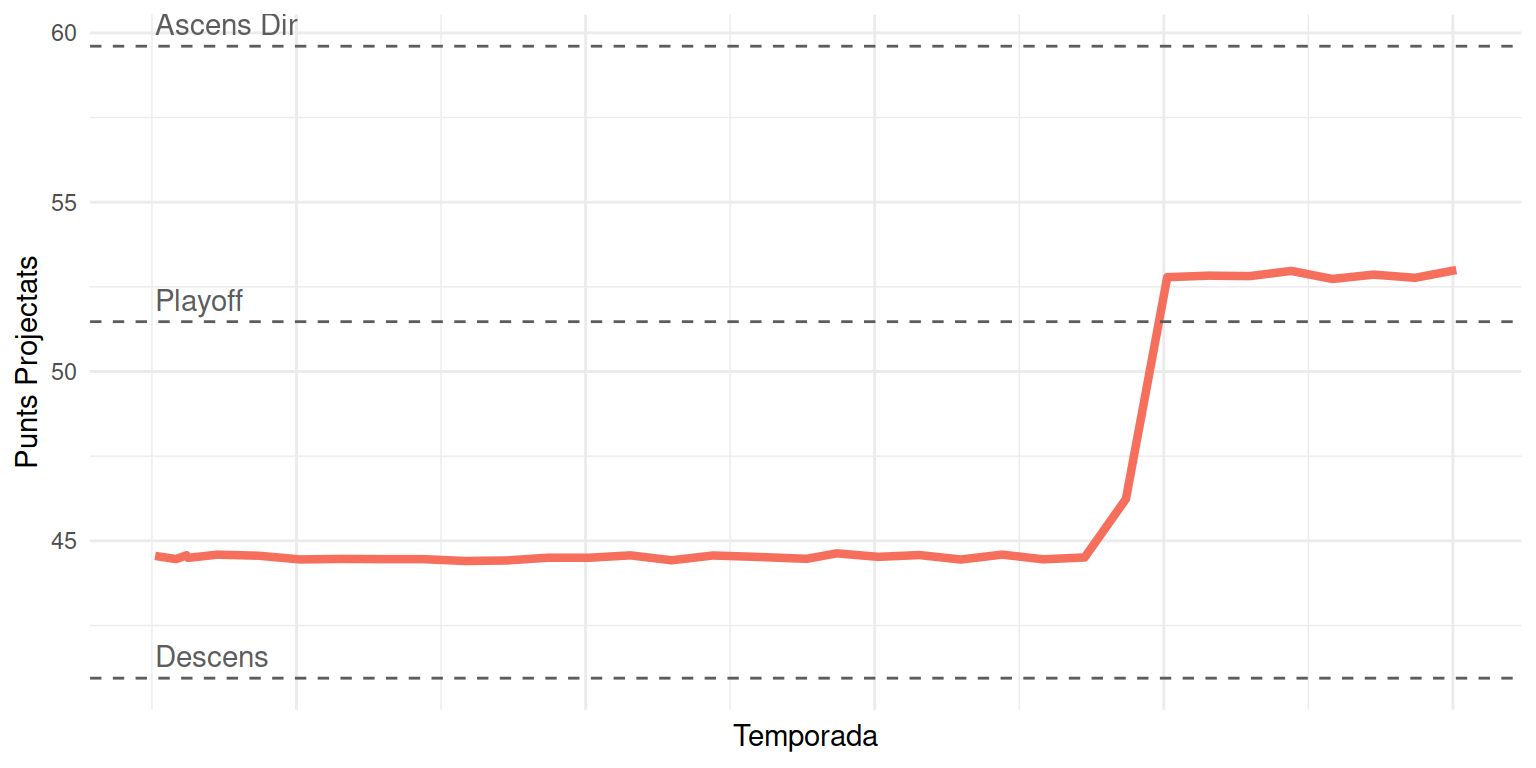 Ascens Dir
60
55
Playoff
50
45
Descens
Punts Projectats
Temporada